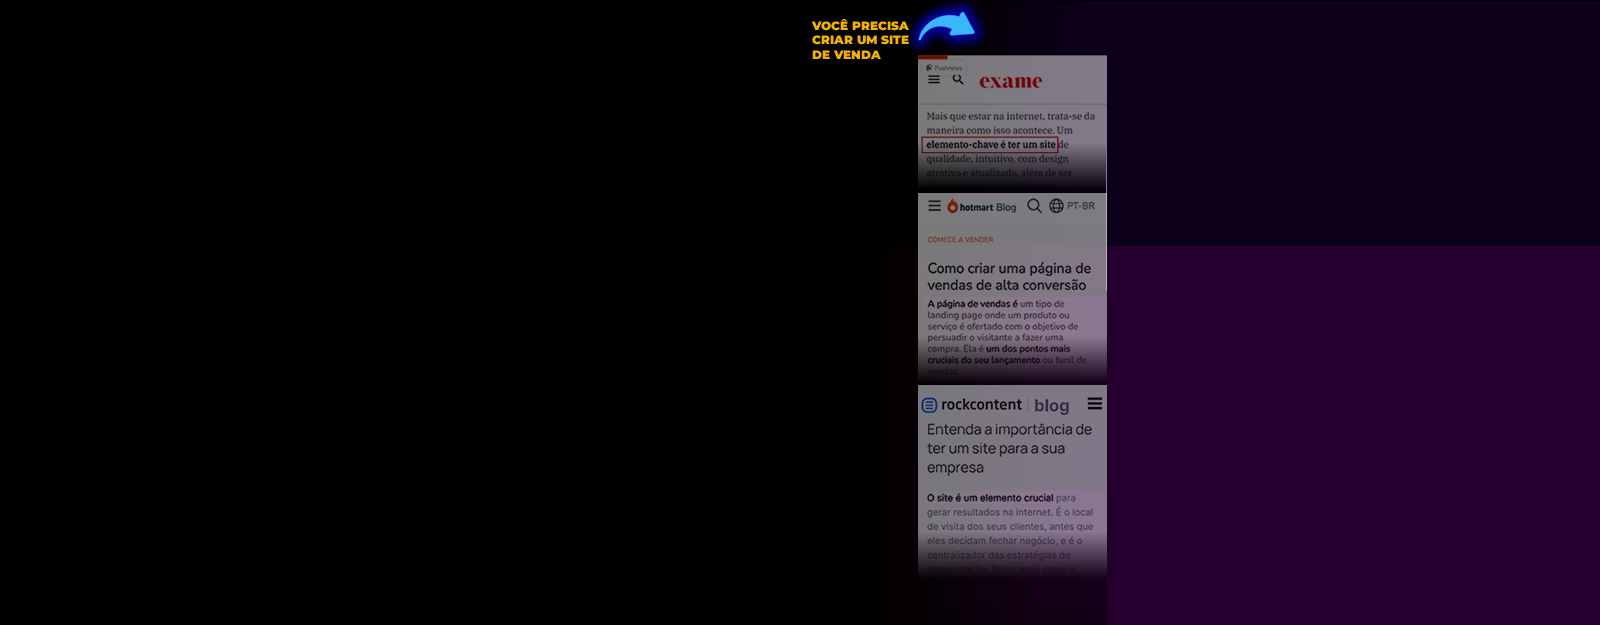 VOCÊ PRECISA
CRIAR UM SITE
DE VENDA
Pushnews
exame
Mais que estar na internet, trata-se da
maneira como isso acontece. Um
elemento-chave é ter um site de
qualidade, intuitivo, com design
atrativo e atualizado, além de ser
hotmart Blog PT-BR
COMECE A VENDER
Como criar uma página de
vendas de alta conversão
A página de vendas é um tipo de
landing page onde um produto ou
serviço é ofertado com o objetivo de
persuadir o visitante a fazer uma
compra. Ela é um dos pontos mais
cruciais do seu lançamento ou funil de
vendas.
rockcontent blog
Entenda a importância de
ter um site para a sua
empresa
O site é um elemento crucial para
gerar resultados na internet. É o local
de visita dos seus clientes, antes que
eles decidam fechar negócio, e é o
centralizador das estratégias de
comunicação. Saiba mais sobre a